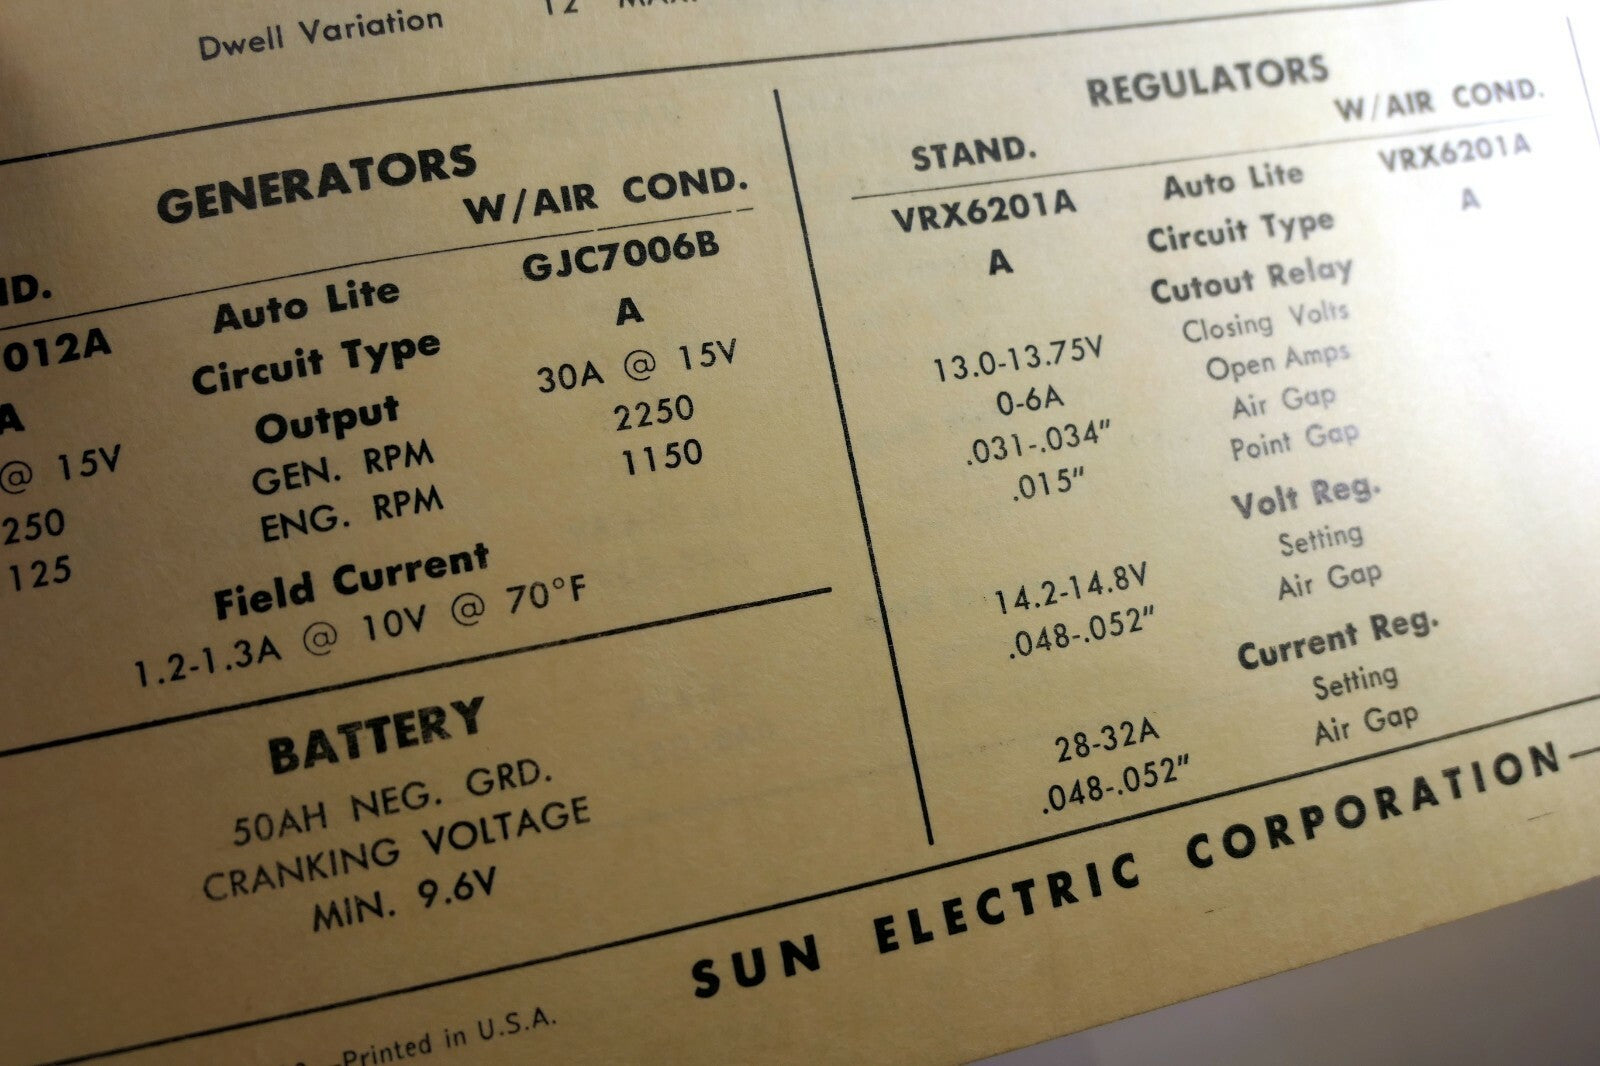 Dwell Variation 12 MAX.
GENERATORS
ND. W/AIR COND.
012A Auto Lite GJC7006B
A Circuit Type A
@ 15V Output 30A @ 15V
250 GEN. RPM 2250
125 ENG. RPM 1150
Field Current
1.2-1.3A @ 10V @ 70°F
BATTERY
50AH NEG. GRD.
CRANKING VOLTAGE
MIN. 9.6V
REGULATORS
STAND. W/AIR COND.
VRX6201A Auto Lite VRX6201A
A Circuit Type A
Cutout Relay
13.0-13.75V Closing Volts
0-6A Open Amps
.031-.034" Air Gap
.015" Point Gap
Volt Reg.
14.2-14.8V Setting
.048-.052" Air Gap
Current Reg.
28-32A Setting
.048-.052" Air Gap
SUN ELECTRIC CORPORATION
—Printed in U.S.A.